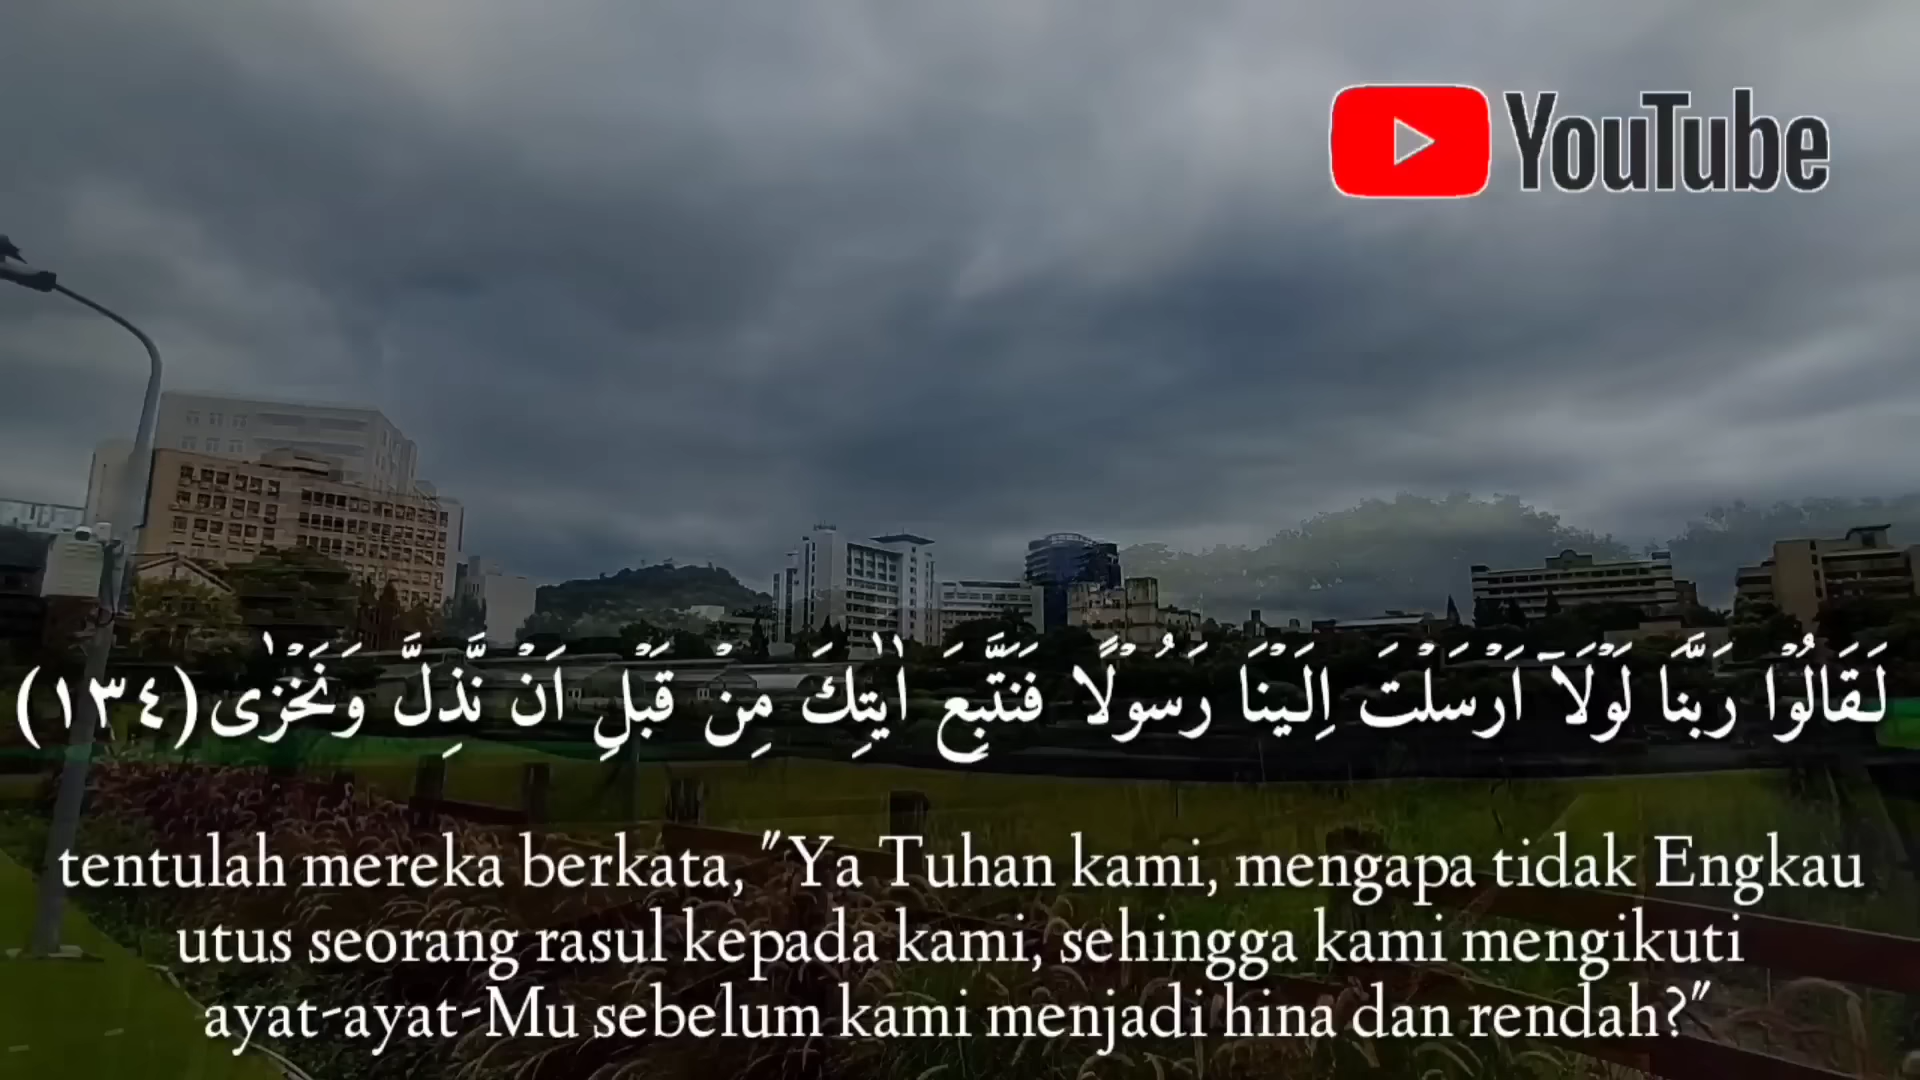 YouTube
لَقَالُوْا رَبَّنَا لَوْلَآ اَرْسَلْتَ اِلَيْنَا رَسُوْلًا فَنَتَّبِعَ اٰيٰتِكَ مِنْ قَبْلِ اَنْ نَّذِلَّ وَنَخْزٰى (١٣٤)
tentulah mereka berkata, "Ya Tuhan kami, mengapa tidak Engkau
utus seorang rasul kepada kami, sehingga kami mengikuti
ayat-ayat-Mu sebelum kami menjadi hina dan rendah?"